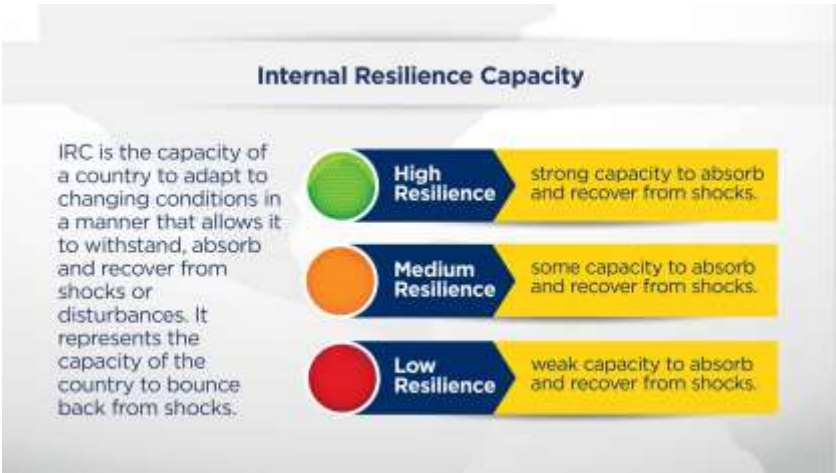 Internal Resilience Capacity
IRC is the capacity of
a country to adapt to
changing conditions in
a manner that allows it
to withstand, absorb
and recover from
shocks or
disturbances. It
represents the
capacity of the
country to bounce
back from shocks.
High
Resilience
strong capacity to absorb
and recover from shocks.
Medium
Resilience
some capacity to absorb
and recover from shocks.
Low
Resilience
weak capacity to absorb
and recover from shocks.